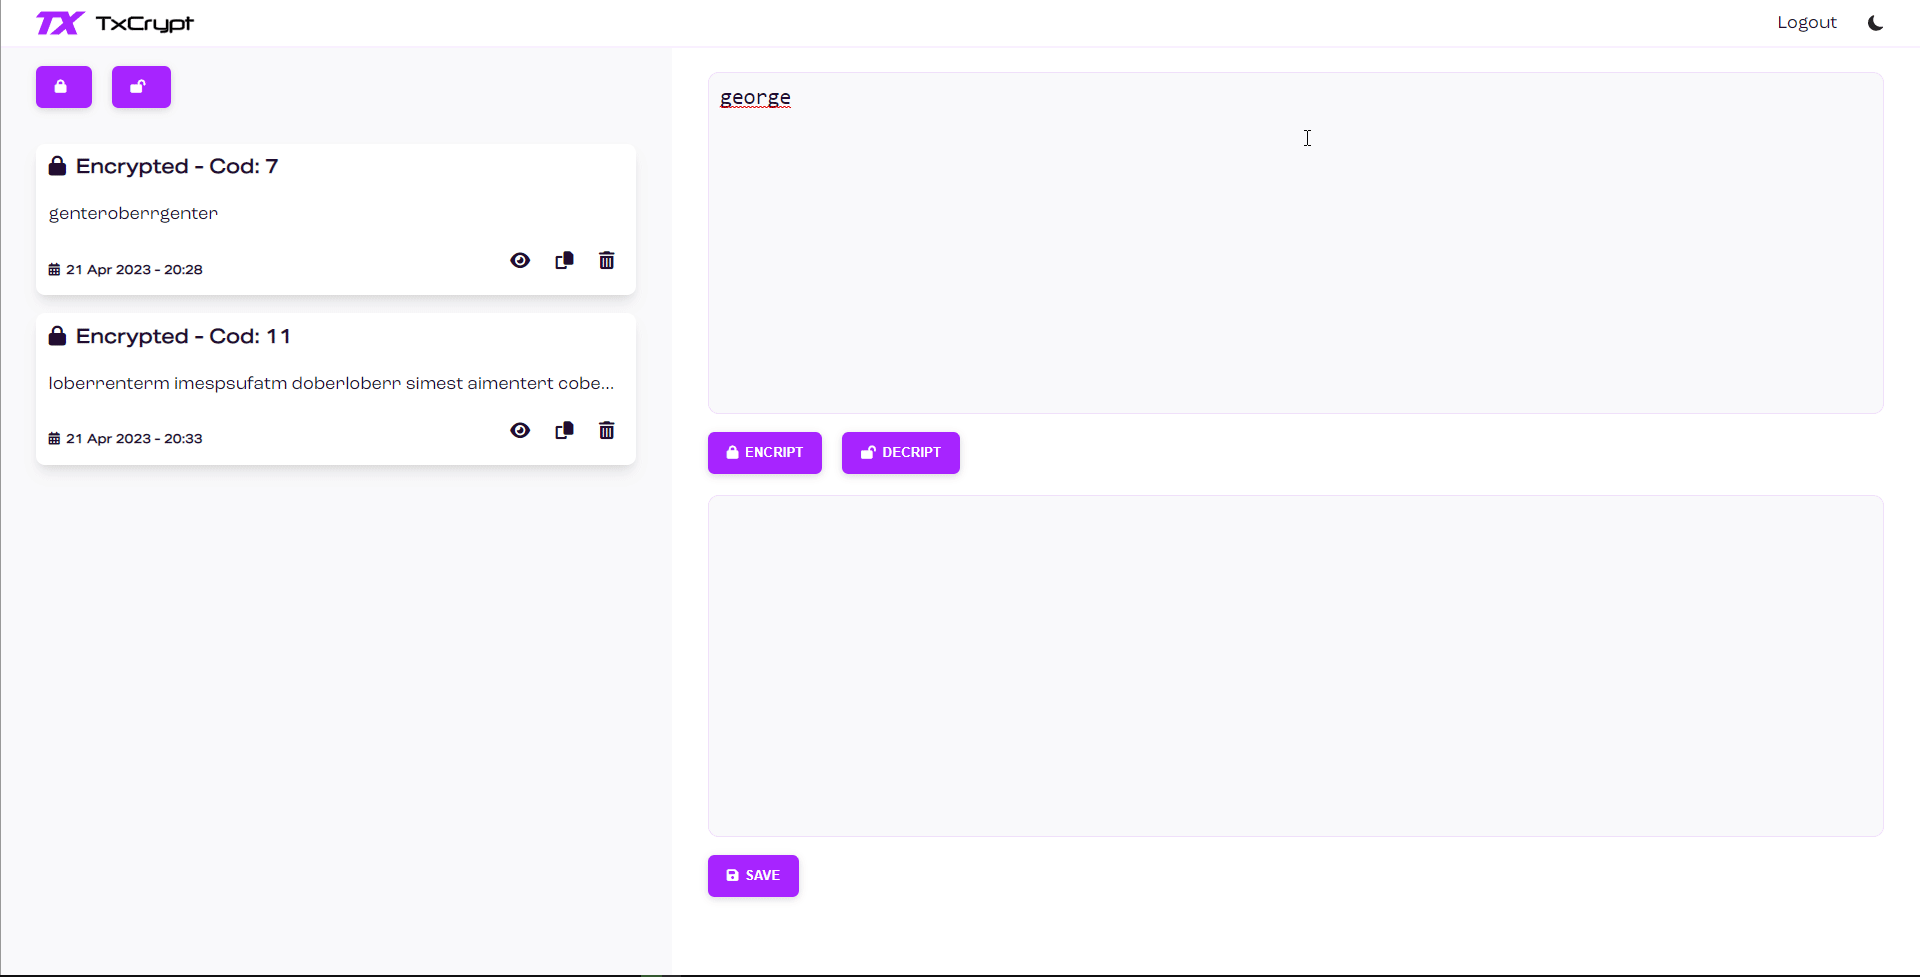 TX TxCrypt
Logout
Encrypted - Cod: 7
genteroberrgenter
21 Apr 2023 - 20:28
Encrypted - Cod: 11
loberrenterm imespsufatm doberloberr simest aimentert cobe...
21 Apr 2023 - 20:33
george
ENCRIPT
DECRIPT
SAVE